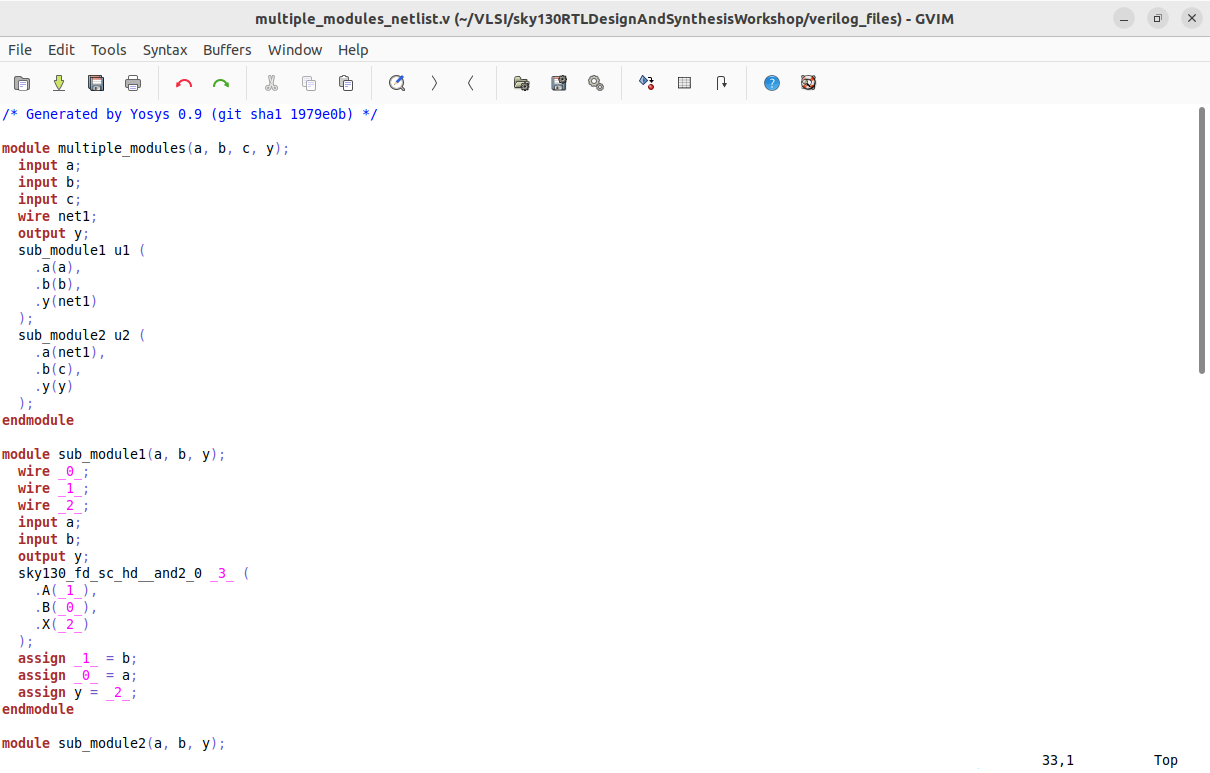 multiple_modules_netlist.v (~/VLSI/sky130RTLDesignAndSynthesisWorkshop/verilog_files) - GVIM
File Edit Tools Syntax Buffers Window Help
/* Generated by Yosys 0.9 (git sha1 1979e0b) */
module multiple_modules(a, b, c, y);
  input a;
  input b;
  input c;
  wire net1;
  output y;
  sub_module1 u1 (
    .a(a),
    .b(b),
    .y(net1)
  );
  sub_module2 u2 (
    .a(net1),
    .b(c),
    .y(y)
  );
endmodule
module sub_module1(a, b, y);
  wire _0_;
  wire _1_;
  wire _2_;
  input a;
  input b;
  output y;
  sky130_fd_sc_hd__and2_0 _3_ (
    .A(_1_),
    .B(_0_),
    .X(_2_)
  );
  assign _1_ = b;
  assign _0_ = a;
  assign y = _2_;
endmodule
module sub_module2(a, b, y);
33,1 Top